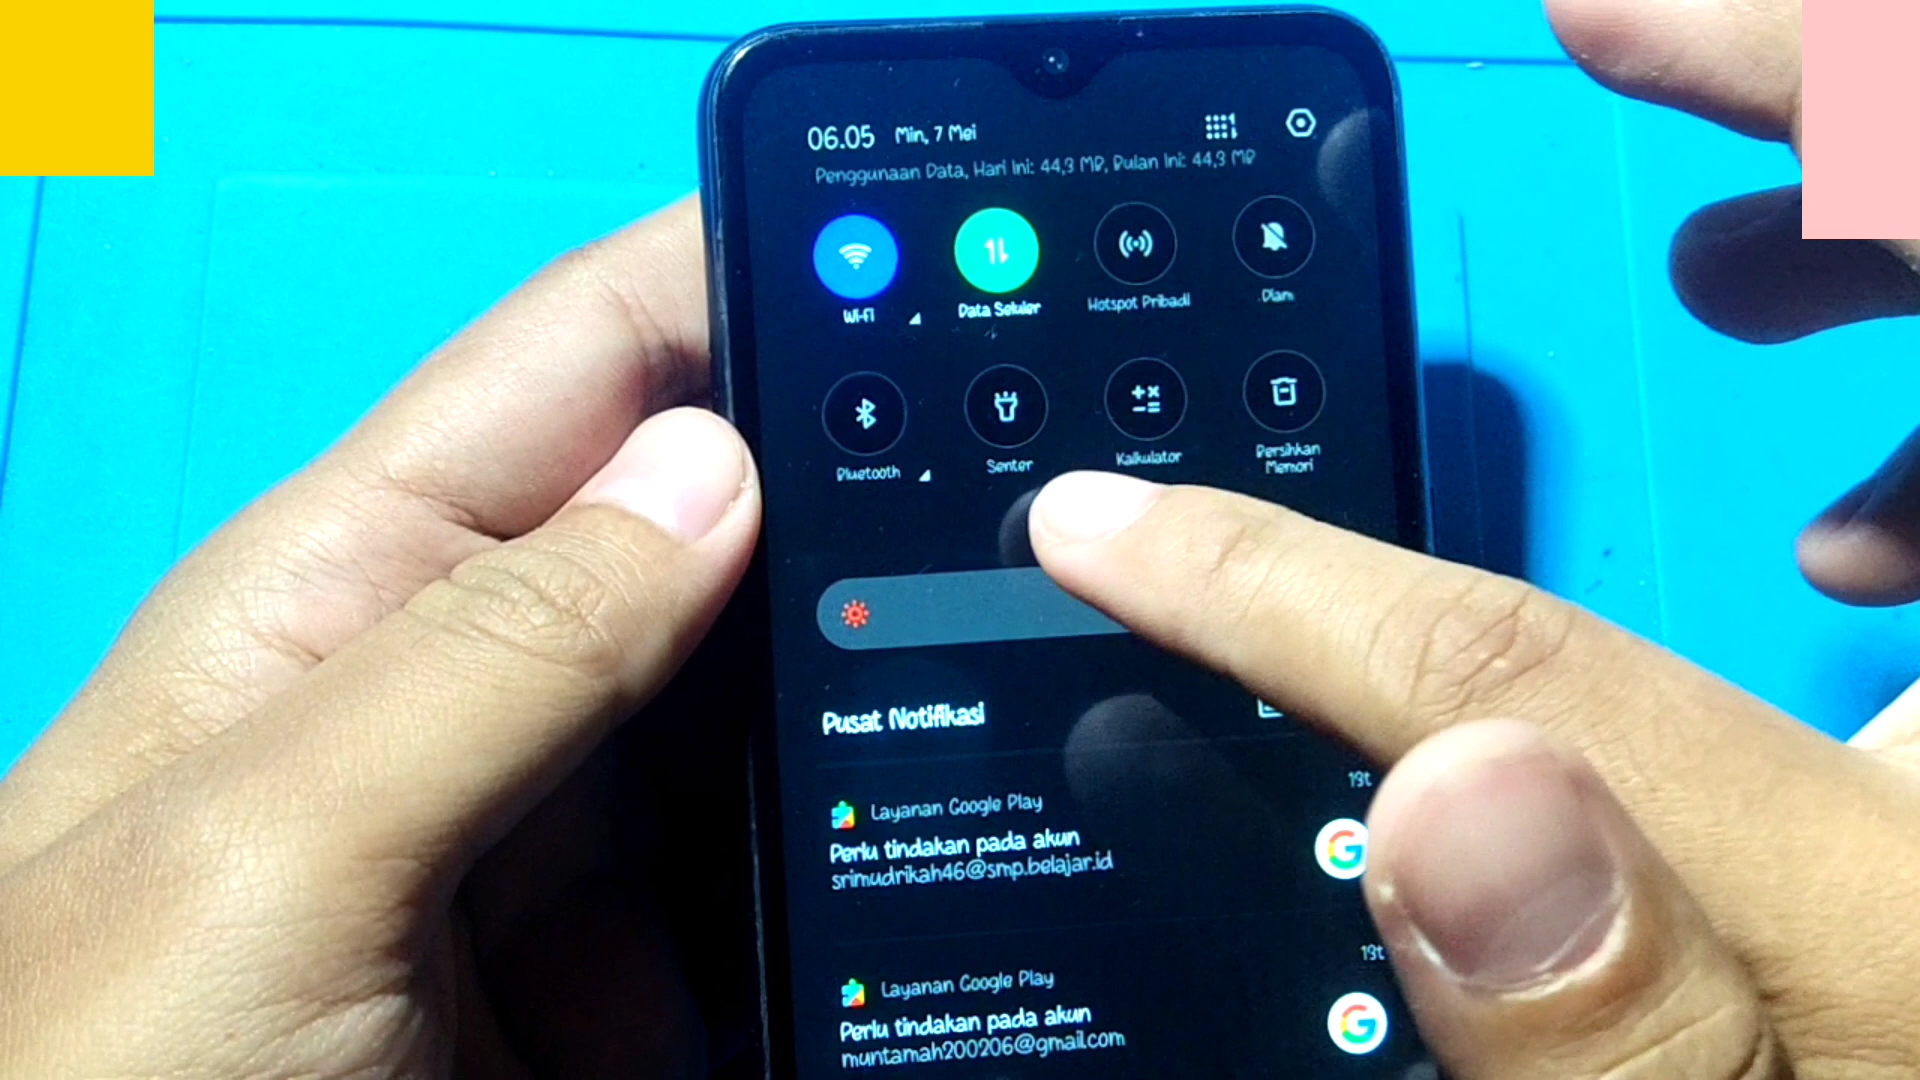 06.05 Min, 7 Mei
Penggunaan Data, Hari Ini: 44,3 MB, Bulan Ini: 44,3 MB
Wi-Fi Data Seluler Hotspot Pribadi Diam
Bluetooth Senter Kalkulator Bersihkan
Memori
Pusat Notifikasi
Layanan Google Play 19t
Perlu tindakan pada akun
srimudrikah46@smp.belajar.id
Layanan Google Play 19t
Perlu tindakan pada akun
muntamah200206@gmail.com